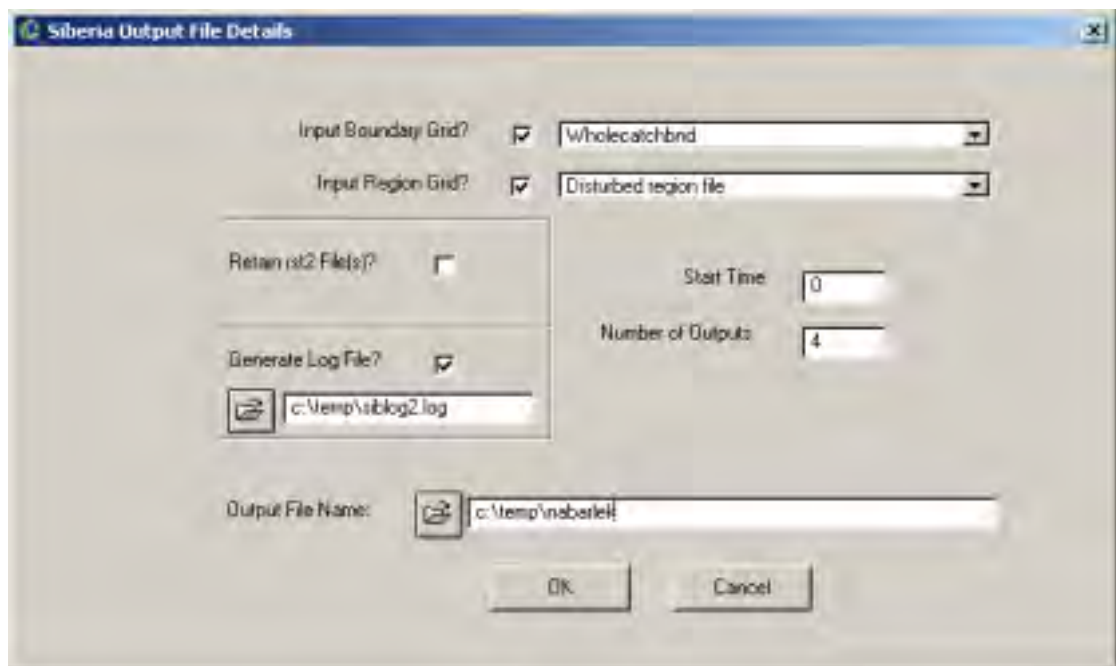 Siberia Output File Details
Input Boundary Grid?
Wholecatchbnd
Input Region Grid?
Disturbed region file
Retain rst2 File(s)?
Start Time
0
Number of Outputs
4
Generate Log File?
c:\temp\siblog2.log
Output File Name:
c:\temp\nabarlek
OK
Cancel